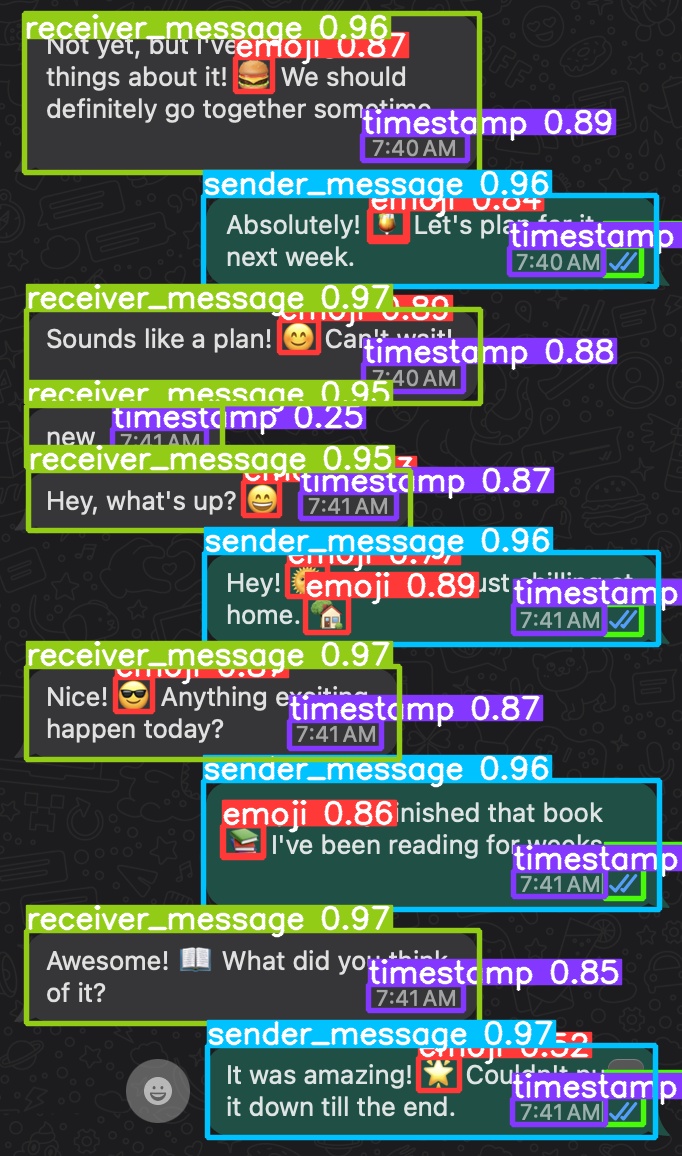 receiver_message 0.96
Not yet, but I've
emoji 0.87
things about it! 🍔 We should
definitely go together sometime
timestamp 0.89
7:40 AM
sender_message 0.96
emoji 0.84
Absolutely! Let's plan for it
timestamp
next week.
7:40 AM
receiver_message 0.97
emoji 0.89
Sounds like a plan! 😊 Can't wait!
timestamp 0.88
7:40 AM
receiver_message 0.95
timestamp 0.25
new
7:41 AM
receiver_message 0.95
timestamp 0.87
Hey, what's up? 😄
7:41 AM
sender_message 0.96
emoji 0.77
Hey! ☀️
emoji 0.89
just chilling at
timestamp
home. 🏡
7:41 AM
receiver_message 0.97
emoji 0.87
Nice! 😎 Anything exciting
timestamp 0.87
happen today?
7:41 AM
sender_message 0.96
emoji 0.86
finished that book
📚 I've been reading for weeks
timestamp
7:41 AM
receiver_message 0.97
Awesome! 📖 What did you think
timestamp 0.85
of it?
7:41 AM
sender_message 0.97
emoji 0.52
It was amazing! 🌟 Couldn't
timestamp
it down till the end.
7:41 AM